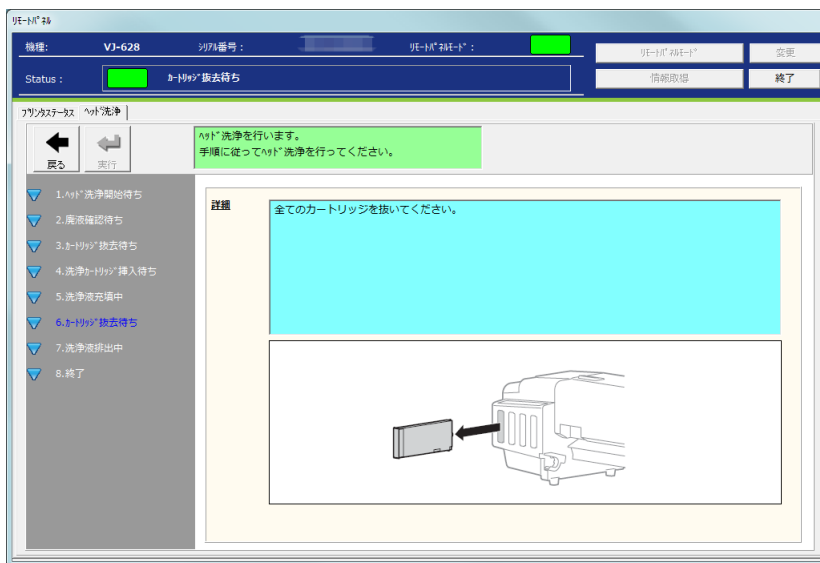 ﾘﾓｰﾄﾊﾟﾈﾙ
機種: VJ-628 ｼﾘｱﾙ番号 : ﾘﾓｰﾄﾊﾟﾈﾙﾓｰﾄﾞ :
ﾘﾓｰﾄﾊﾟﾈﾙﾓｰﾄﾞ 変更
Status : ｶｰﾄﾘｯｼﾞ抜去待ち
情報取得 終了
ﾌﾟﾘﾝﾀｽﾃｰﾀｽ ﾍｯﾄﾞ洗浄
戻る 実行
ﾍｯﾄﾞ洗浄を行います。
手順に従ってﾍｯﾄﾞ洗浄を行ってください。
1.ﾍｯﾄﾞ洗浄開始待ち
2.廃液確認待ち
3.ｶｰﾄﾘｯｼﾞ抜去待ち
4.洗浄ｶｰﾄﾘｯｼﾞ挿入待ち
5.洗浄液充填中
6.ｶｰﾄﾘｯｼﾞ抜去待ち
7.洗浄液排出中
8.終了
詳細
全てのカートリッジを抜いてください。